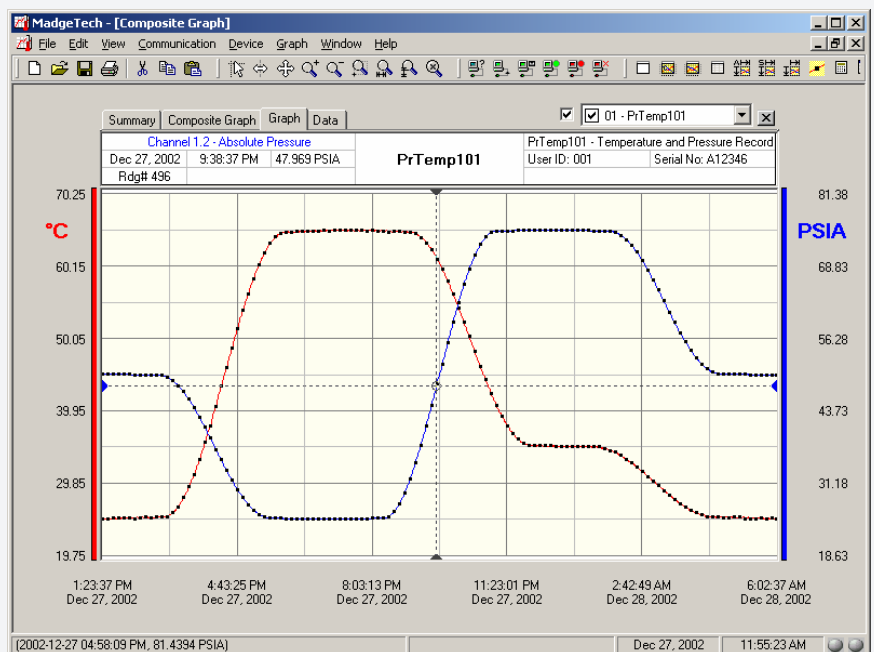 MadgeTech - [Composite Graph]
File Edit View Communication Device Graph Window Help
Summary Composite Graph Graph Data 01 - PrTemp101
Channel 1.2 - Absolute Pressure
Dec 27, 2002 9:38:37 PM 47.969 PSIA
Rdg# 496
PrTemp101
PrTemp101 - Temperature and Pressure Record
User ID: 001 Serial No: A12346
70.25 81.38
°C PSIA
60.15 68.83
50.05 56.28
39.95 43.73
29.85 31.18
19.75 18.63
1:23:37 PM 4:43:25 PM 8:03:13 PM 11:23:01 PM 2:42:49 AM 6:02:37 AM
Dec 27, 2002 Dec 27, 2002 Dec 27, 2002 Dec 27, 2002 Dec 28, 2002 Dec 28, 2002
(2002-12-27 04:58:09 PM, 81.4394 PSIA) Dec 27, 2002 11:55:23 AM